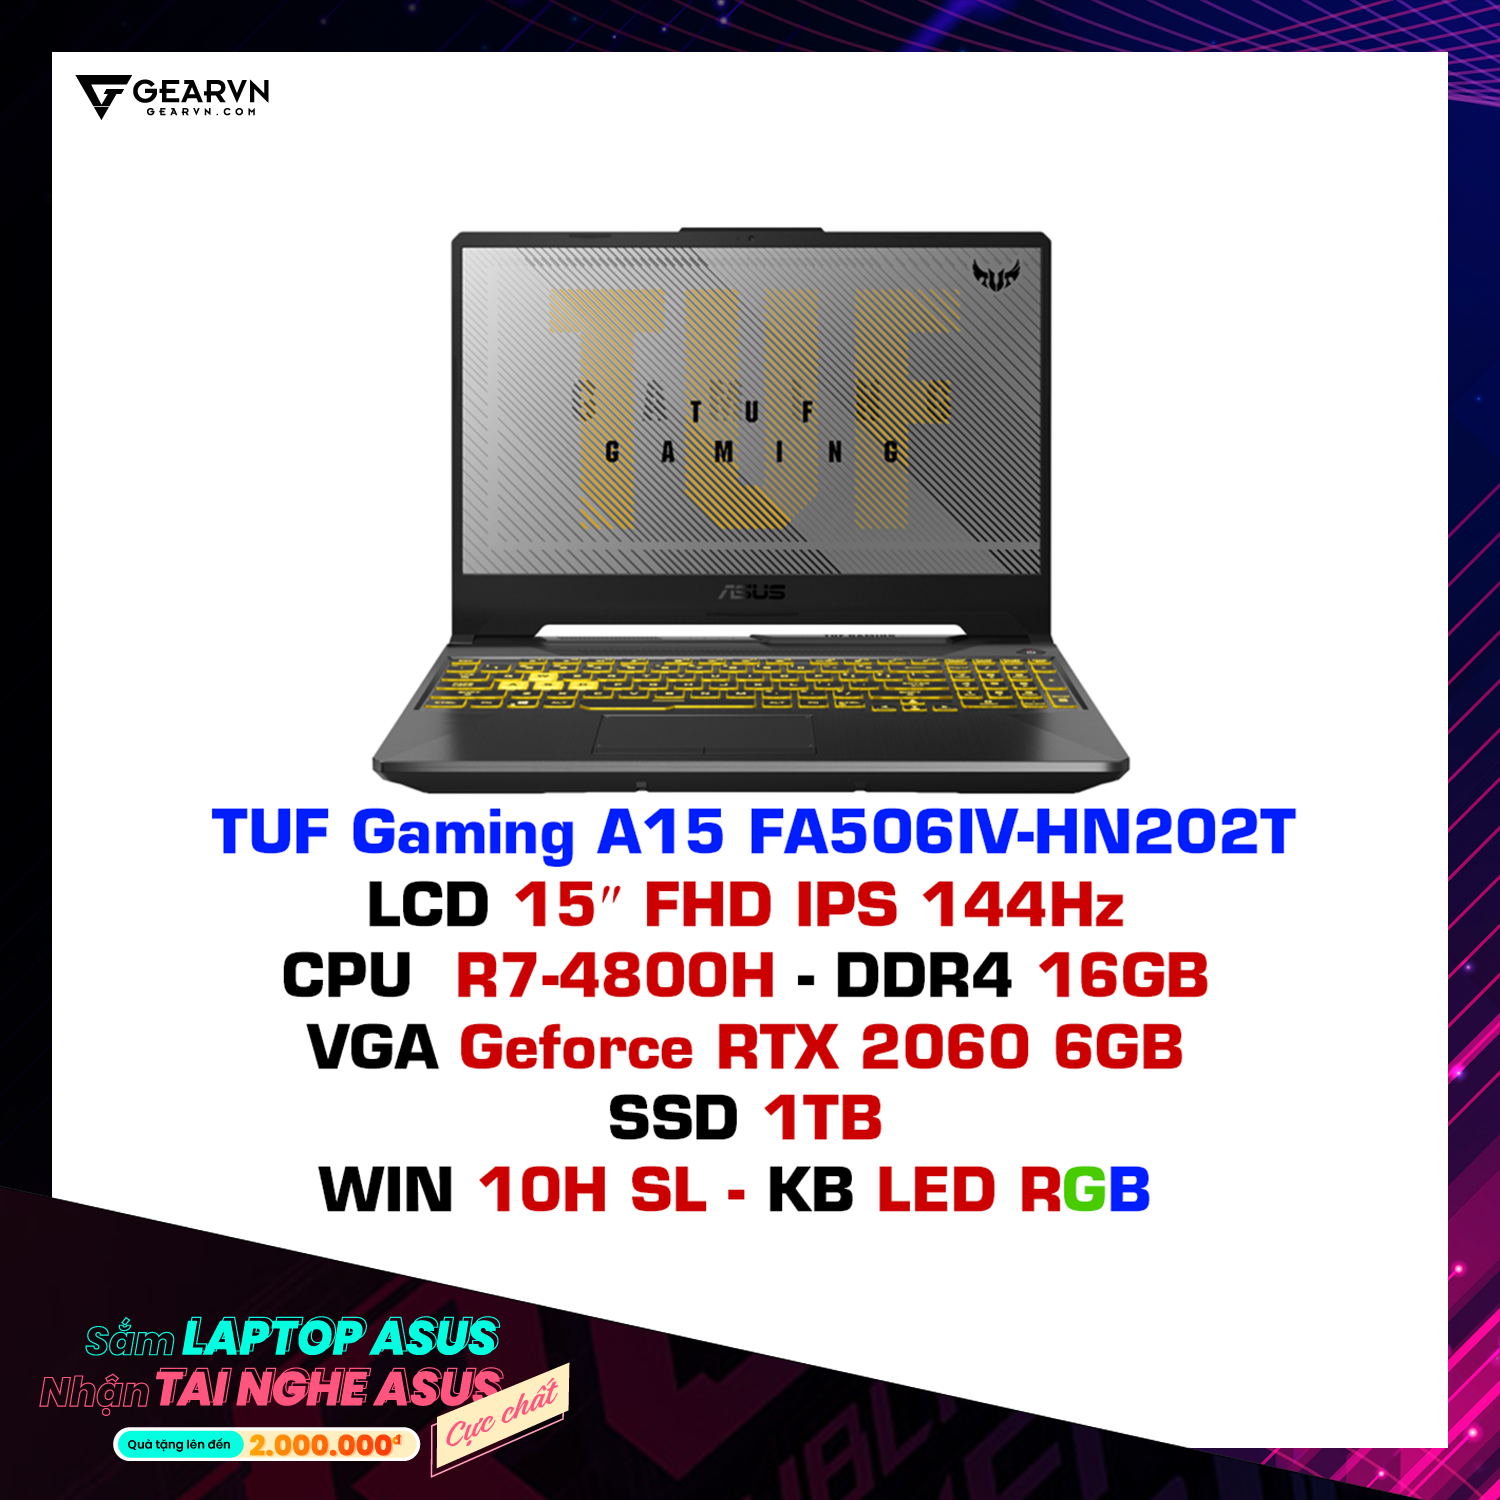 GEARVN
GEARVN.COM
TUF
TUF
GAMING
ASUS
TUF GAMING
TUF Gaming A15 FA506IV-HN202T
LCD 15" FHD IPS 144Hz
CPU R7-4800H - DDR4 16GB
VGA Geforce RTX 2060 6GB
SSD 1TB
WIN 10H SL - KB LED RGB
Sắm LAPTOP ASUS
Nhận TAI NGHE ASUS
Cực chất
Quà tặng lên đến 2.000.000đ